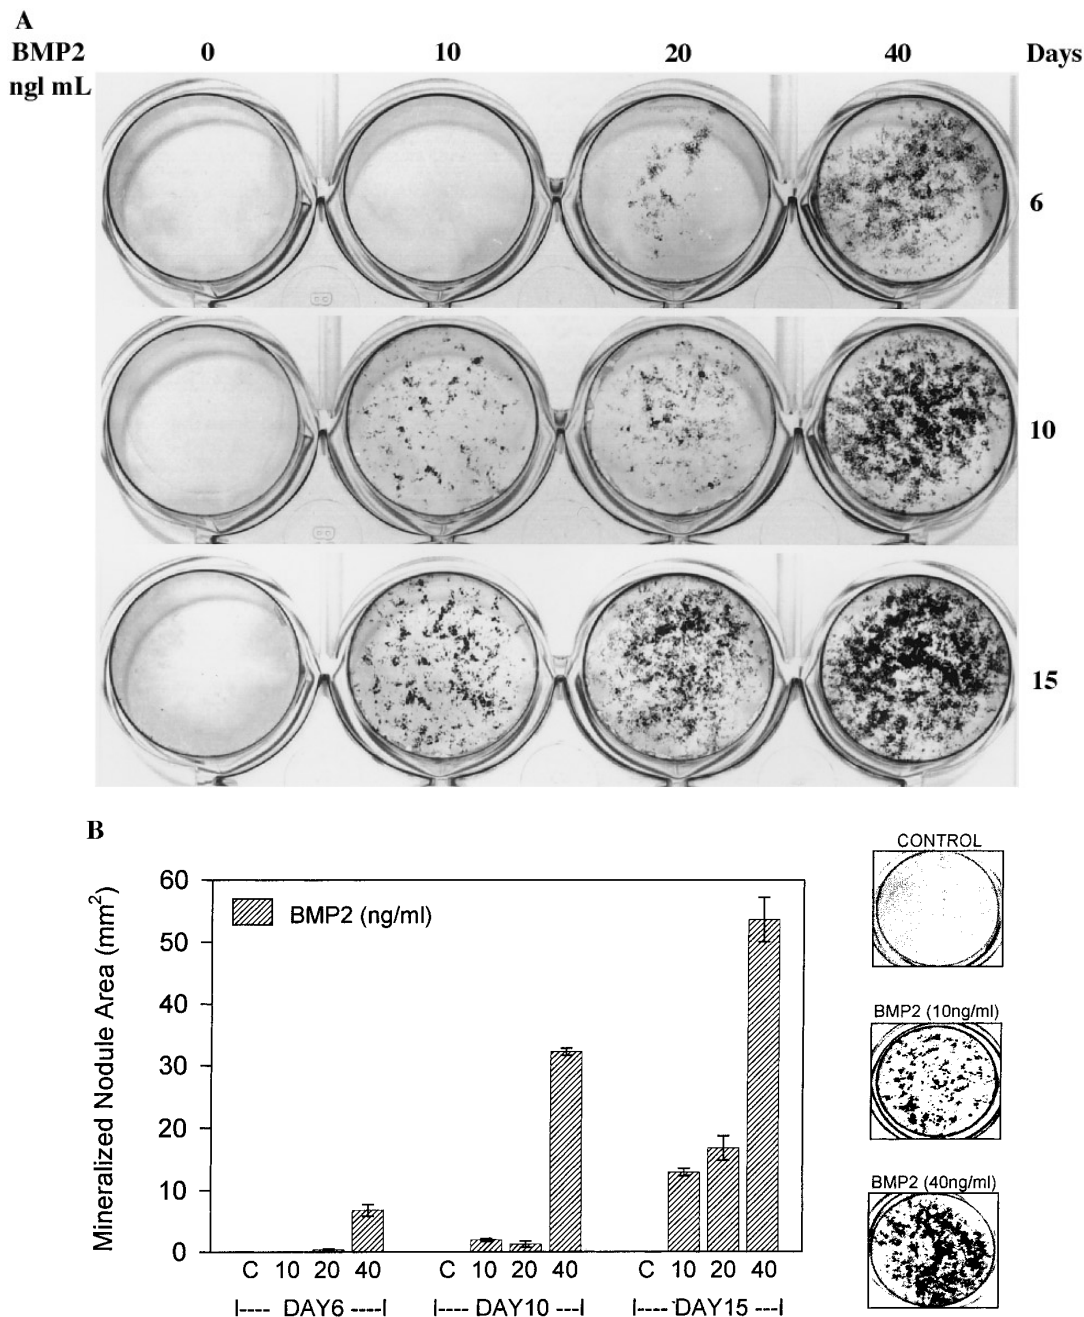 A
BMP2 0 10 20 40 Days
ngl mL
6
10
15
B
CONTROL
BMP2 (10ng/ml)
BMP2 (40ng/ml)
Mineralized Nodule Area (mm²)
60
50
40
30
20
10
0
BMP2 (ng/ml)
C 10 20 40 C 10 20 40 C 10 20 40
I---- DAY6 ----I I---- DAY10 ---I I---- DAY15 ---I